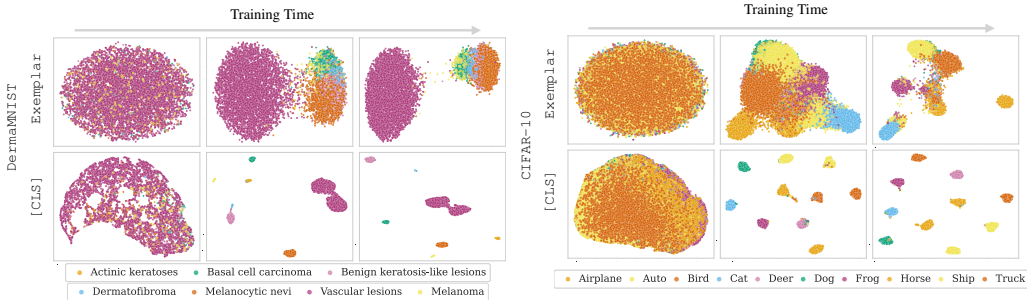 Training Time
DermaMNIST
Exemplar
[CLS]
Actinic keratoses Basal cell carcinoma Benign keratosis-like lesions
Dermatofibroma Melanocytic nevi Vascular lesions Melanoma
Training Time
CIFAR-10
Exemplar
[CLS]
Airplane Auto Bird Cat Deer Dog Frog Horse Ship Truck